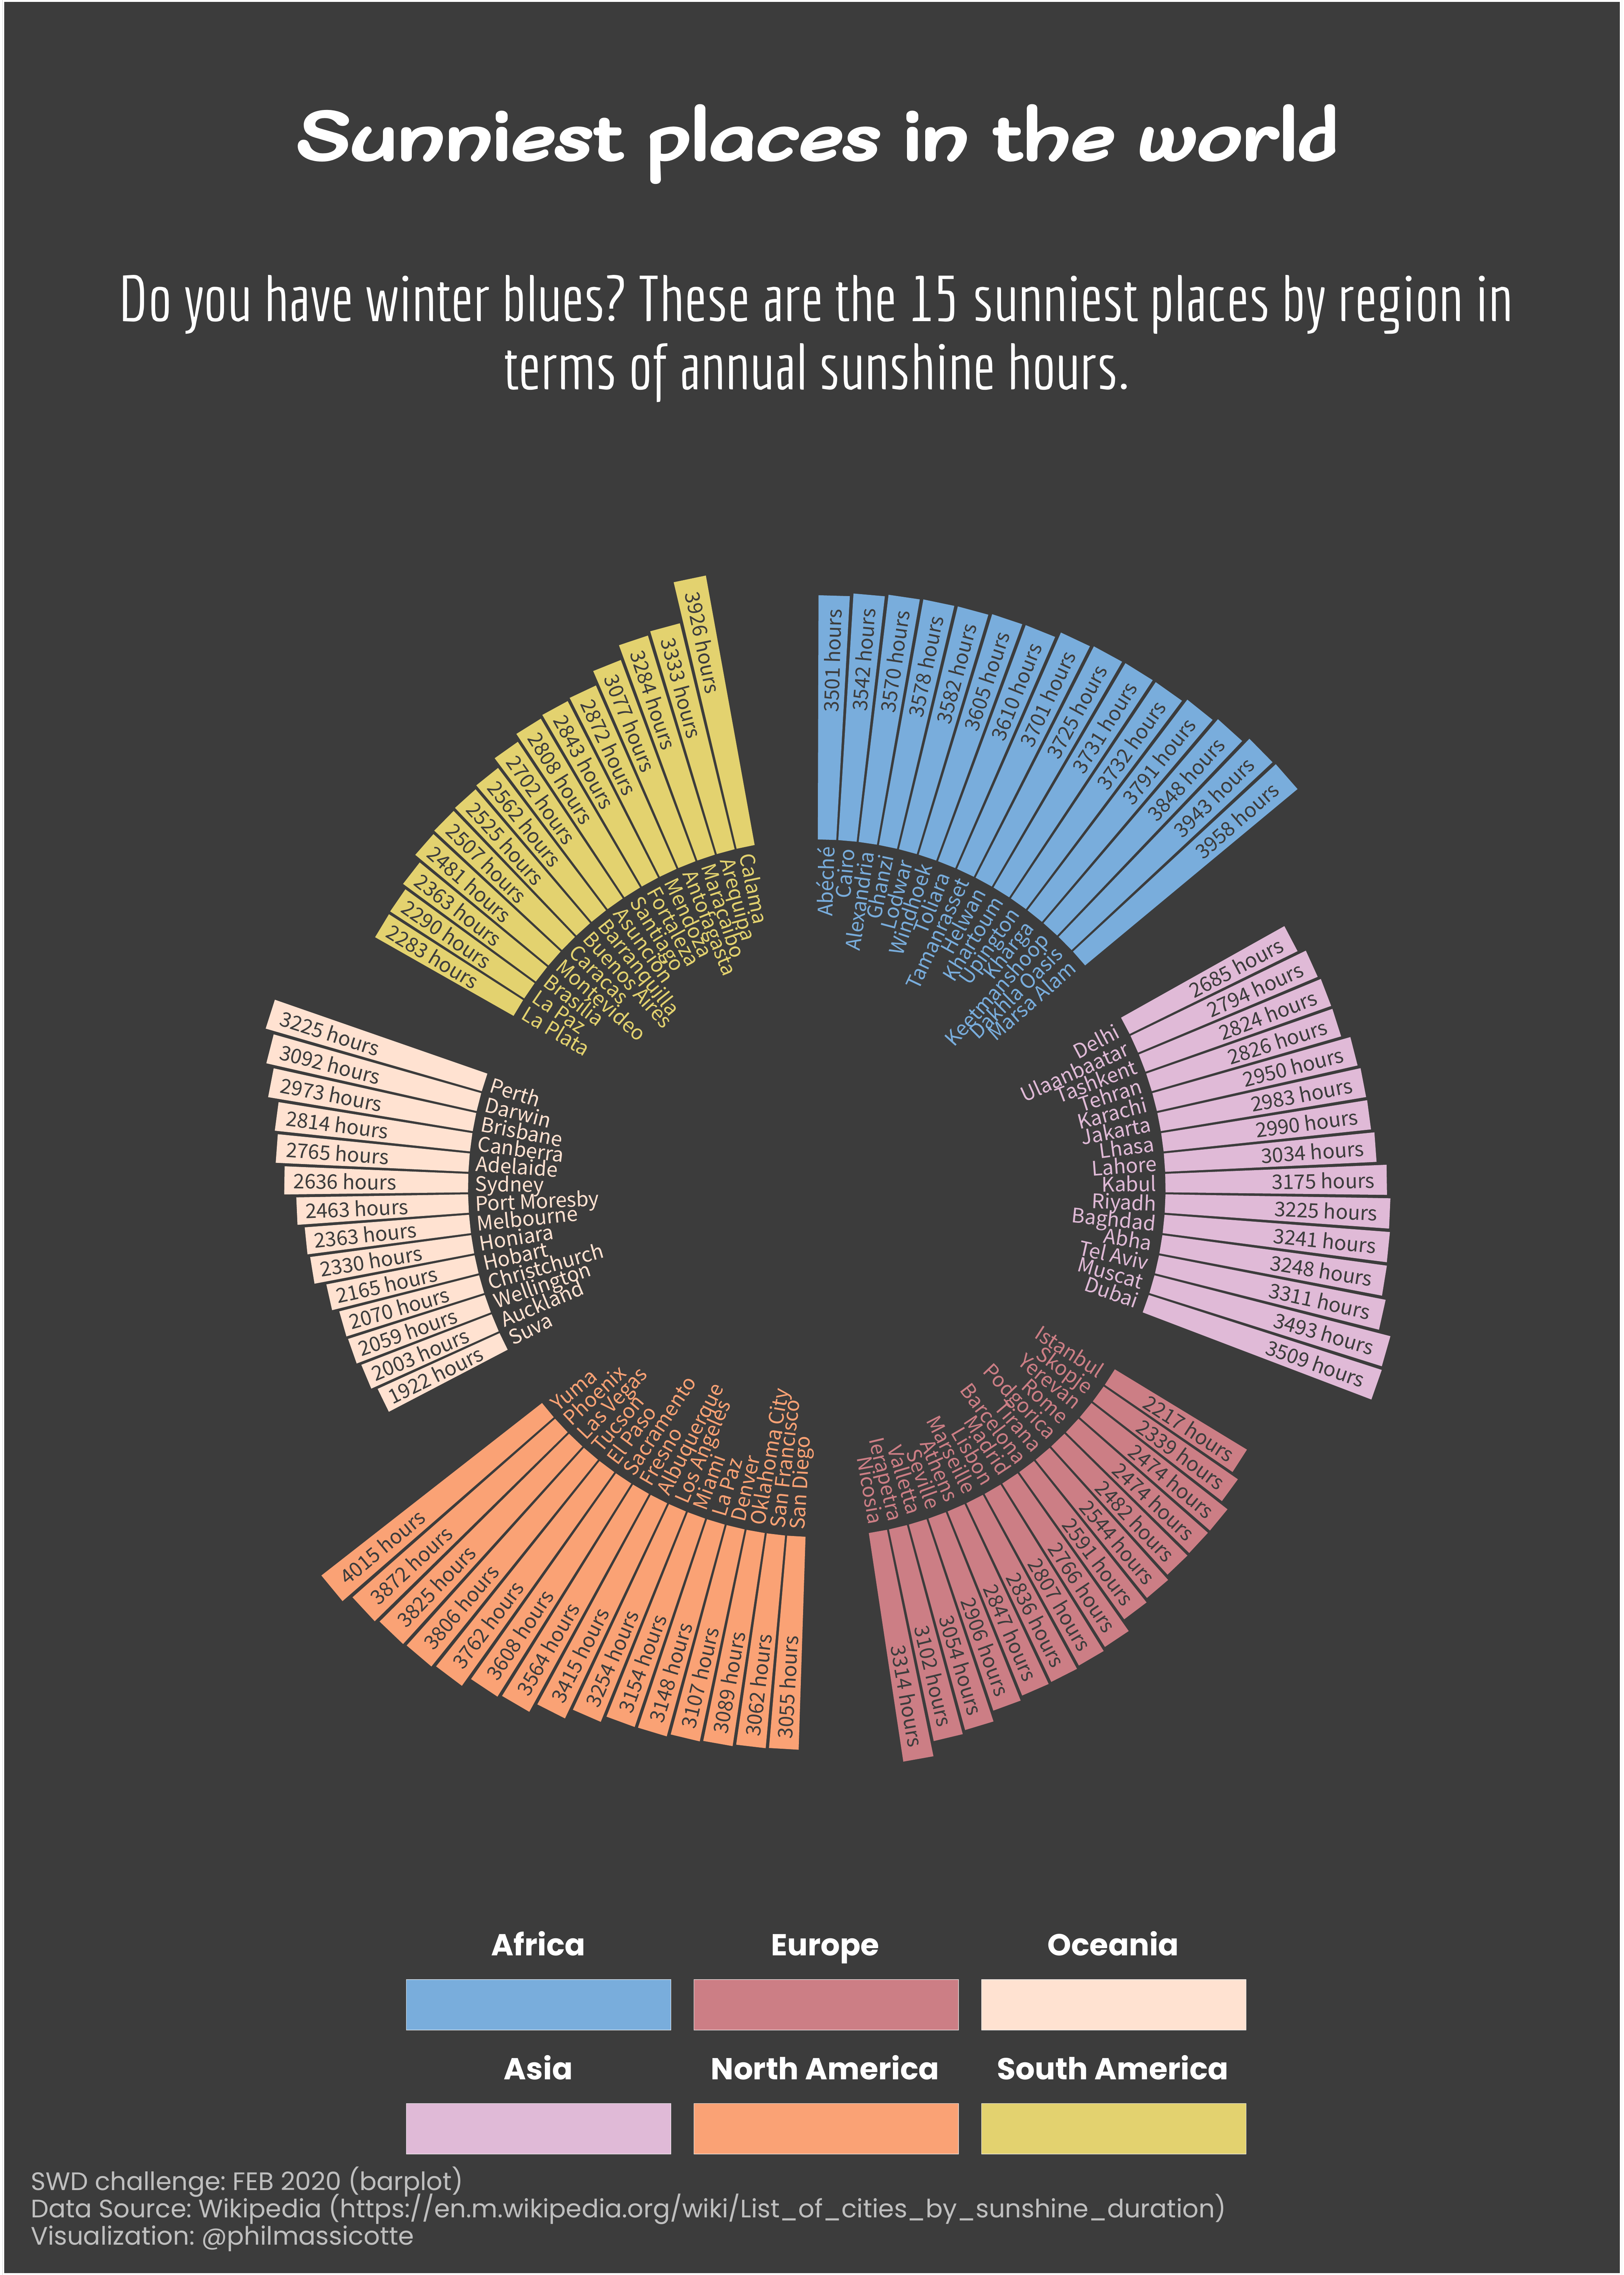 Sunniest places in the world
Do you have winter blues? These are the 15 sunniest places by region in
terms of annual sunshine hours.
3501 hours
Abéché
3542 hours
Cairo
3570 hours
Alexandria
3578 hours
Ghanzi
3582 hours
Lodwar
3605 hours
Windhoek
3610 hours
Toliara
3701 hours
Tamanrasset
3725 hours
Helwan
3731 hours
Khartoum
3732 hours
Upington
3791 hours
Kharga
3848 hours
Keetmanshoop
3943 hours
Dakhla Oasis
3958 hours
Marsa Alam
Delhi
2685 hours
Ulaanbaatar
2794 hours
Tashkent
2824 hours
Tehran
2826 hours
Karachi
2950 hours
Jakarta
2983 hours
Lhasa
2990 hours
Lahore
3034 hours
Kabul
3175 hours
Riyadh
3225 hours
Baghdad
3241 hours
Abha
3248 hours
Tel Aviv
3311 hours
Muscat
3493 hours
Dubai
3509 hours
Istanbul
2217 hours
Skopje
2339 hours
Yerevan
2474 hours
Rome
2474 hours
Podgorica
2482 hours
Tirana
2544 hours
Barcelona
2591 hours
Madrid
2766 hours
Lisbon
2807 hours
Marseille
2836 hours
Athens
2847 hours
Seville
2906 hours
Valletta
3054 hours
Ierapetra
3102 hours
Nicosia
3314 hours
San Diego
3055 hours
San Francisco
3062 hours
Oklahoma City
3089 hours
Denver
3107 hours
La Paz
3148 hours
Miami
3154 hours
Los Angeles
3254 hours
Albuquerque
3415 hours
Fresno
3564 hours
Sacramento
3608 hours
El Paso
3762 hours
Tucson
3806 hours
Las Vegas
3825 hours
Phoenix
3872 hours
Yuma
4015 hours
1922 hours
Suva
2003 hours
Auckland
2059 hours
Wellington
2070 hours
Christchurch
2165 hours
Hobart
2330 hours
Honiara
2363 hours
Melbourne
2463 hours
Port Moresby
2636 hours
Sydney
2765 hours
Adelaide
2814 hours
Canberra
2973 hours
Brisbane
3092 hours
Darwin
3225 hours
Perth
2283 hours
La Plata
2290 hours
La Paz
2363 hours
Brasília
2481 hours
Montevideo
2507 hours
Caracas
2525 hours
Buenos Aires
2562 hours
Barranquilla
2702 hours
Asunción
2808 hours
Santiago
2843 hours
Fortaleza
2872 hours
Mendoza
3077 hours
Antofagasta
3284 hours
Maracaibo
3333 hours
Arequipa
3926 hours
Calama
Africa
Europe
Oceania
Asia
North America
South America
SWD challenge: FEB 2020 (barplot)
Data Source: Wikipedia (https://en.m.wikipedia.org/wiki/List_of_cities_by_sunshine_duration)
Visualization: @philmassicotte